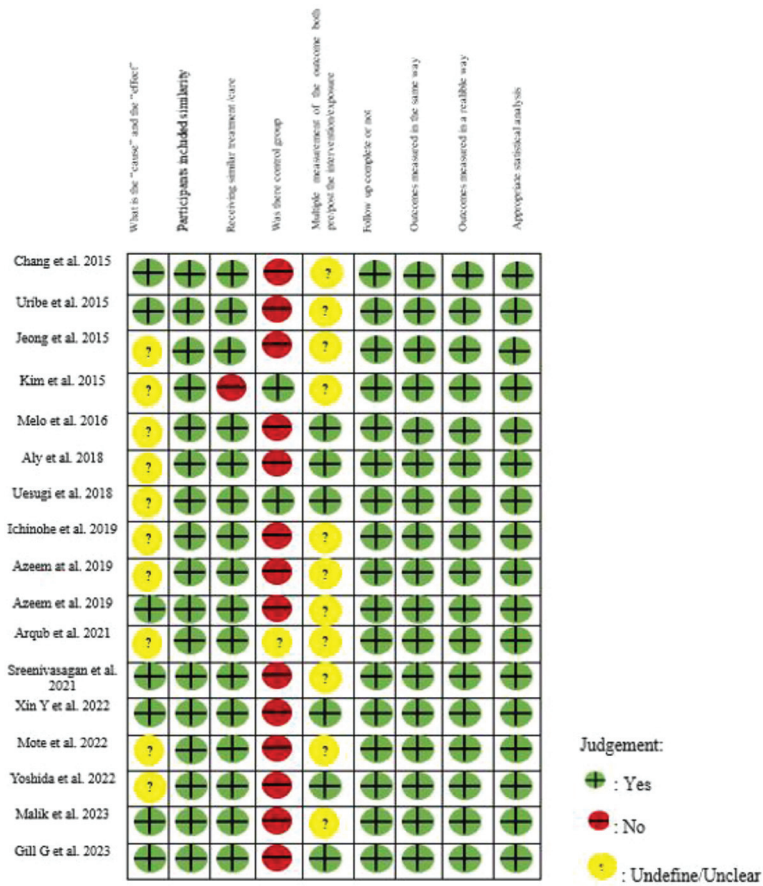 What is the “cause” and the “effect”
Participants included similarity
Receiving similar treatment /care
Was there control group
Multiple measurement of the outcome both
pre/post the intervention/exposure
Follow up complete or not
Outcomes measured in the same way
Outcomes measured in a realible way
Appropriate statistical analysis
Chang et al. 2015
?
Uribe et al. 2015
?
Jeong et al. 2015
? ?
Kim et al. 2015
? ?
Melo et al. 2016
?
Aly et al. 2018
?
Uesugi et al. 2018
?
Ichinohe et al. 2019
? ?
Azeem at al. 2019
? ?
Azeem et al. 2019
?
Arqub et al. 2021
? ? ?
Sreenivasagan et al.
2021
?
Xin Y et al. 2022
Mote et al. 2022
? ?
Yoshida et al. 2022
?
Malik et al. 2023
?
Gill G et al. 2023
Judgement:
: Yes
: No
? : Undefine/Unclear